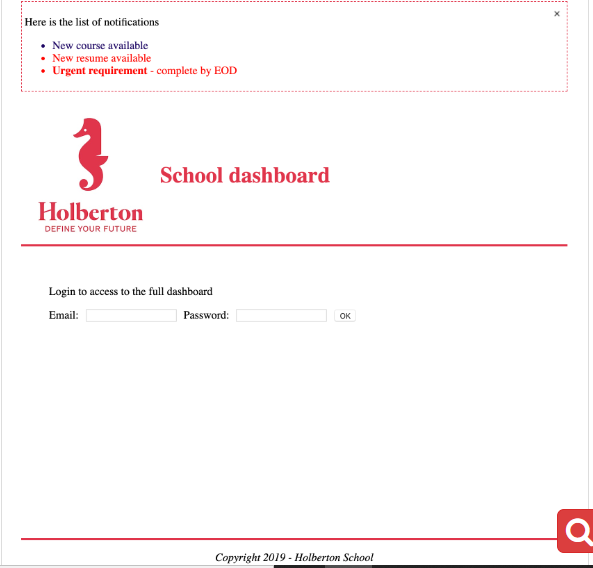 Here is the list of notifications
×
New course available
New resume available
Urgent requirement - complete by EOD
School dashboard
Holberton
DEFINE YOUR FUTURE
Login to access to the full dashboard
Email: Password: OK
Copyright 2019 - Holberton School